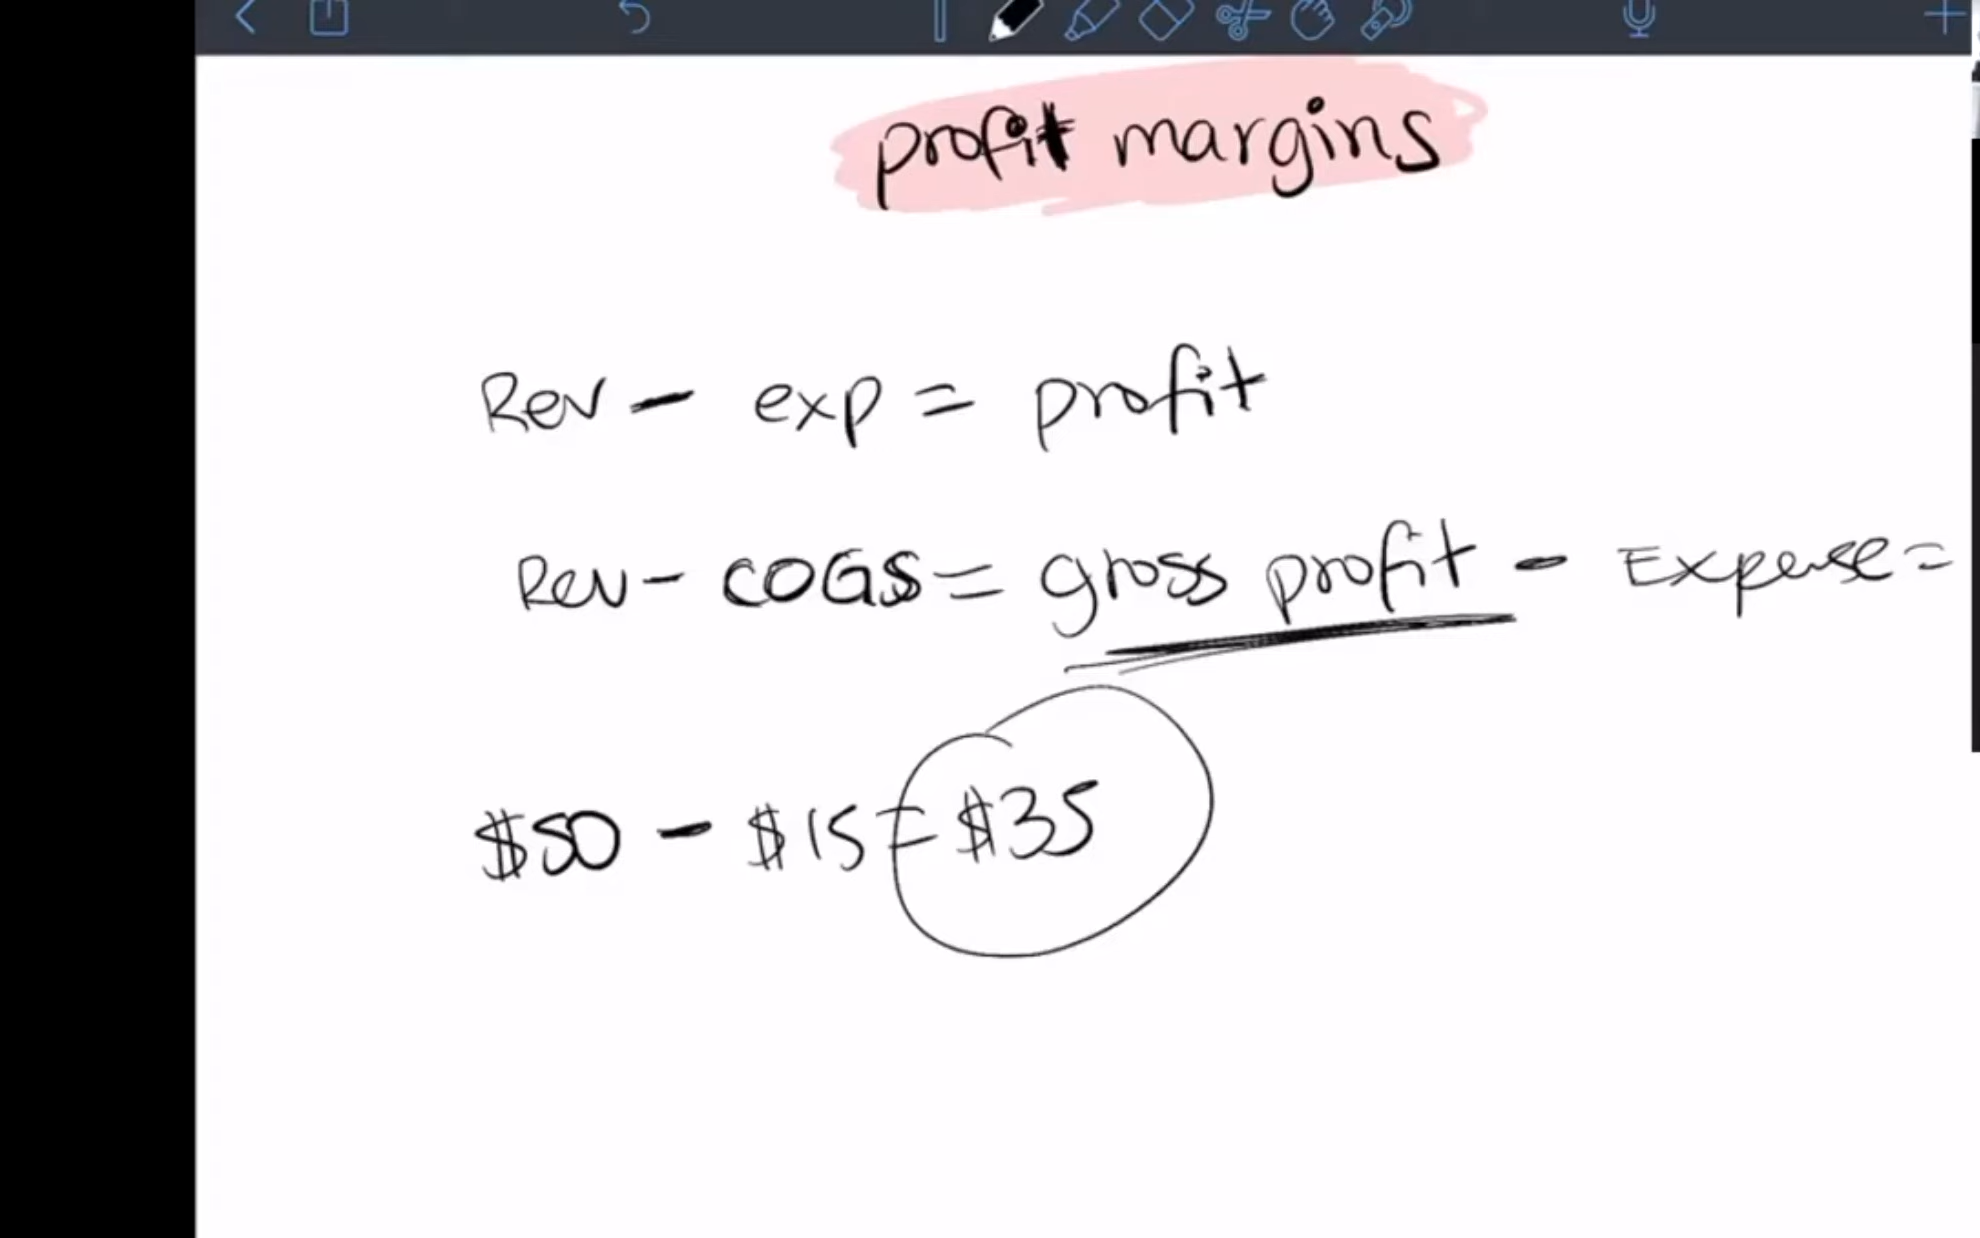 profit margins
Rev - exp = profit
Rev - COGS = gross profit - Expense =
$50 - $15 = $35